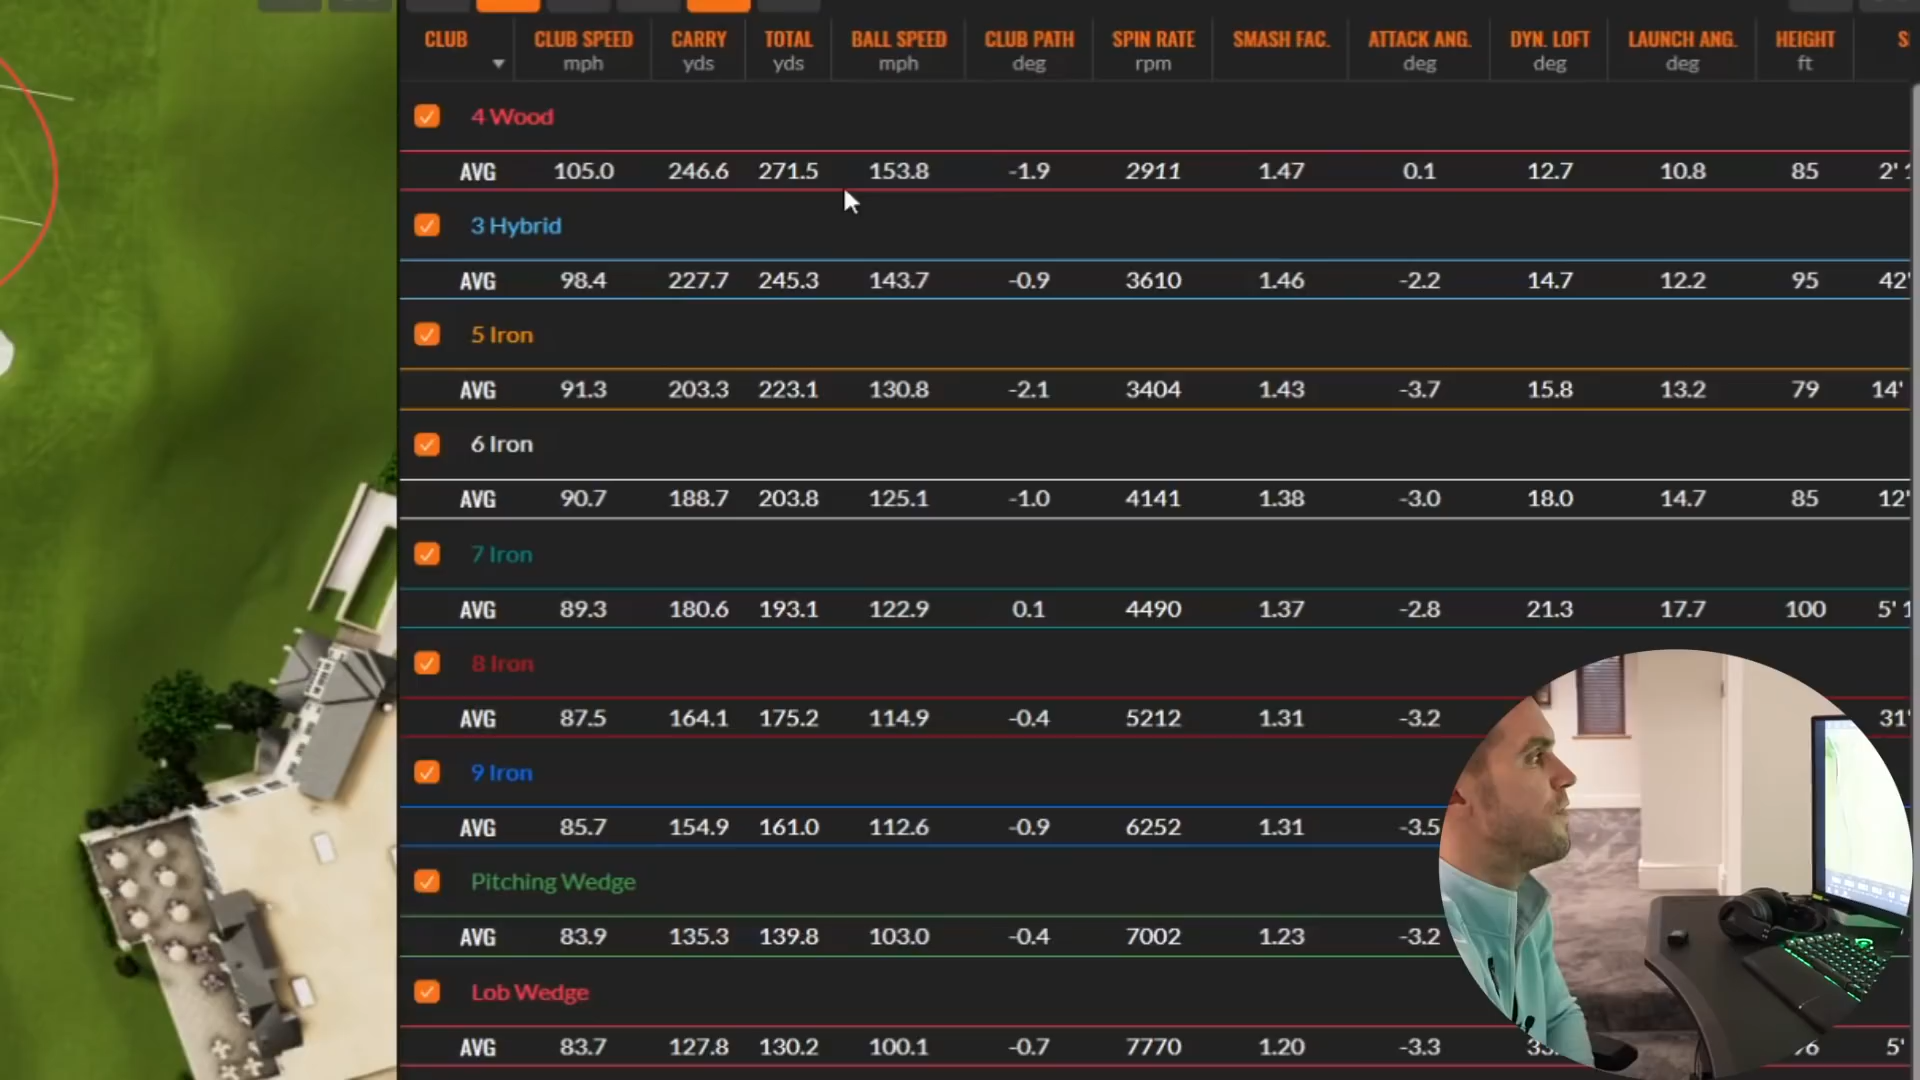 CLUB CLUB SPEED CARRY TOTAL BALL SPEED CLUB PATH SPIN RATE SMASH FAC. ATTACK ANG. DYN. LOFT LAUNCH ANG. HEIGHT
mph yds yds mph deg rpm deg deg deg ft
4 Wood
AVG 105.0 246.6 271.5 153.8 -1.9 2911 1.47 0.1 12.7 10.8 85 2'
3 Hybrid
AVG 98.4 227.7 245.3 143.7 -0.9 3610 1.46 -2.2 14.7 12.2 95 42'
5 Iron
AVG 91.3 203.3 223.1 130.8 -2.1 3404 1.43 -3.7 15.8 13.2 79 14'
6 Iron
AVG 90.7 188.7 203.8 125.1 -1.0 4141 1.38 -3.0 18.0 14.7 85 12'
7 Iron
AVG 89.3 180.6 193.1 122.9 0.1 4490 1.37 -2.8 21.3 17.7 100 5'
8 Iron
AVG 87.5 164.1 175.2 114.9 -0.4 5212 1.31 -3.2 31'
9 Iron
AVG 85.7 154.9 161.0 112.6 -0.9 6252 1.31 -3.5
Pitching Wedge
AVG 83.9 135.3 139.8 103.0 -0.4 7002 1.23 -3.2
Lob Wedge
AVG 83.7 127.8 130.2 100.1 -0.7 7770 1.20 -3.3 5'